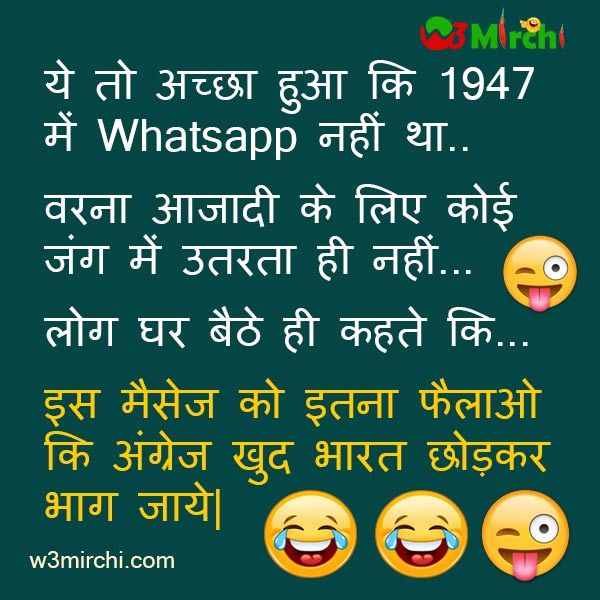 W3Mirchi
ये तो अच्छा हुआ कि 1947
में Whatsapp नहीं था..
वरना आजादी के लिए कोई
जंग में उतरता ही नहीं...
लोग घर बैठे ही कहते कि...
इस मैसेज को इतना फैलाओ
कि अंग्रेज खुद भारत छोड़कर
भाग जाये|
w3mirchi.com